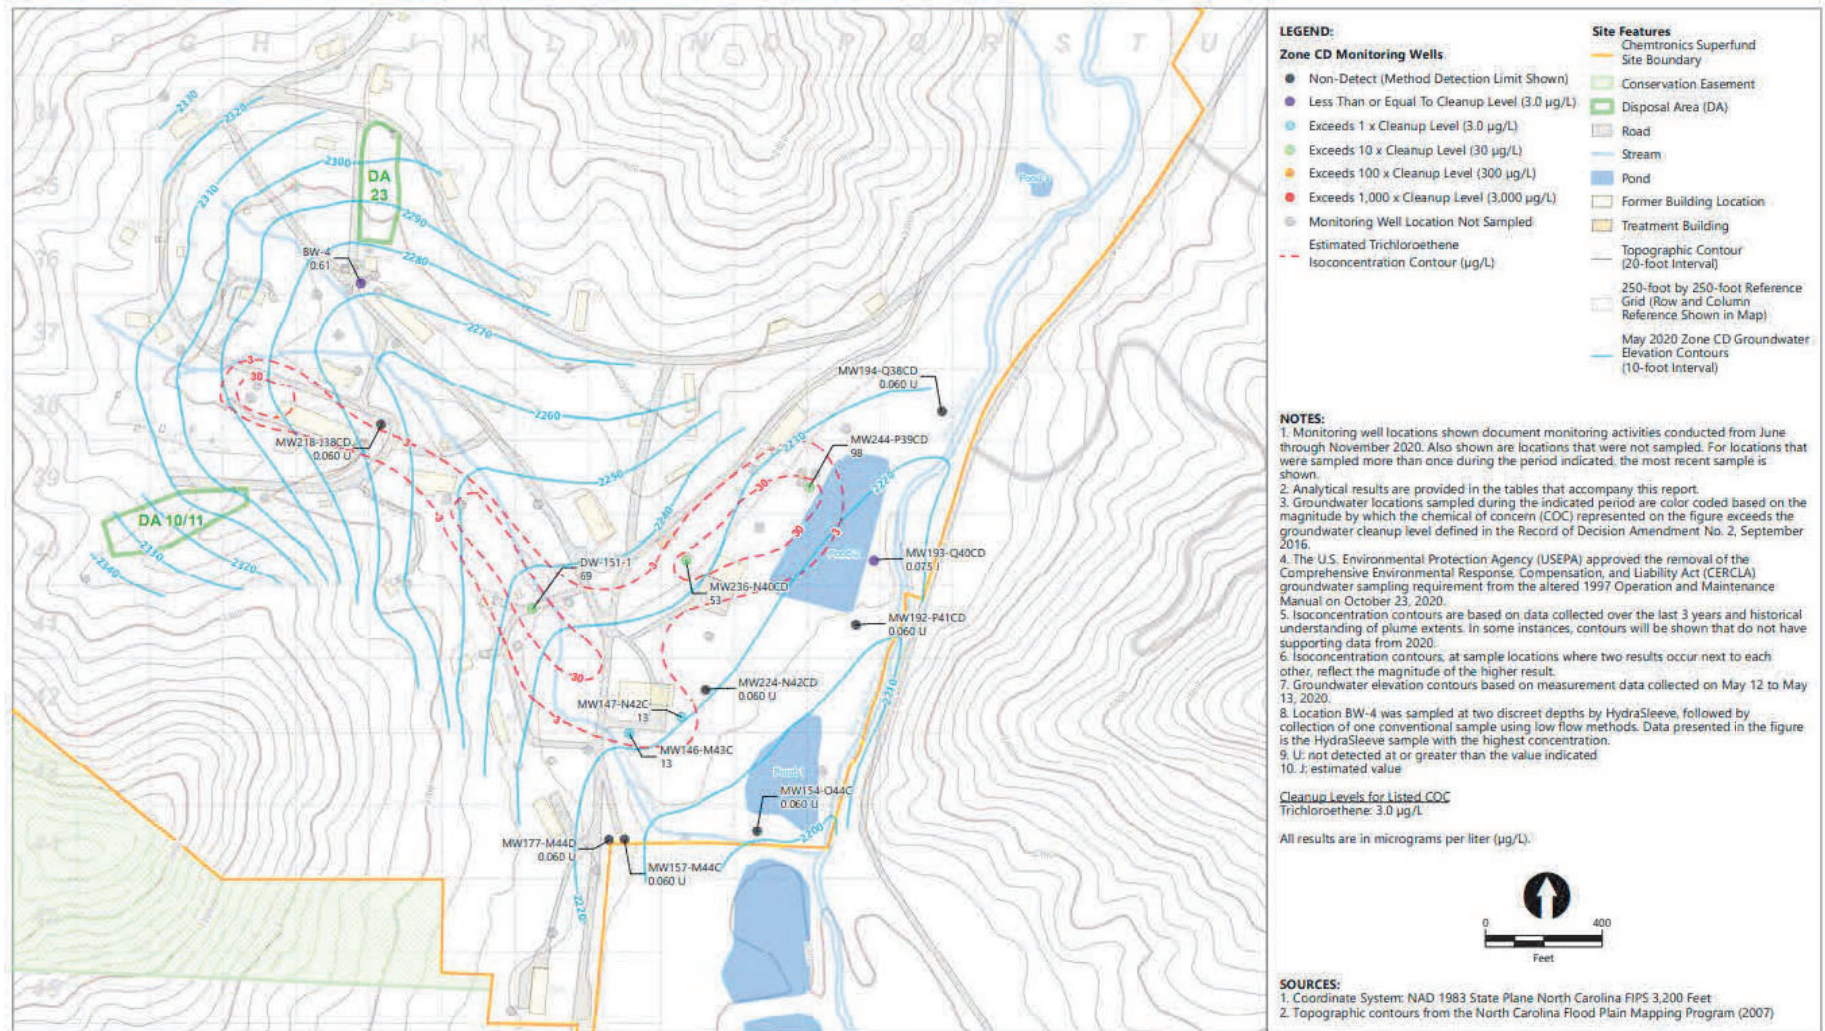 F G H I J K L M N O P Q R S T U
34
35
36
37
38
39
40
41
2330
2320
2300
2310
DA
23
2290
2280
BW-4
0.61
2270
3
30
2260
MW218-J38CD
0.060 U
3
MW194-Q38CD
0.060 U
2230
MW244-P39CD
98
2250
2220
30
2240
30
3
DA 10/11
2310
2320
2340
3
3
Pond 3
Pond 2
DW-151-1
69
MW236-N40CD
53
MW193-Q40CD
0.075 J
MW192-P41CD
0.060 U
30
MW224-N42CD
0.060 U
2210
MW147-N42C
13
3
MW146-M43C
13
Pond 1
MW154-O44C
0.060 U
2200
MW177-M44D
0.060 U
MW157-M44C
0.060 U
2220
LEGEND:
Zone CD Monitoring Wells
Non-Detect (Method Detection Limit Shown)
Less Than or Equal To Cleanup Level (3.0 µg/L)
Exceeds 1 x Cleanup Level (3.0 µg/L)
Exceeds 10 x Cleanup Level (30 µg/L)
Exceeds 100 x Cleanup Level (300 µg/L)
Exceeds 1,000 x Cleanup Level (3,000 µg/L)
Monitoring Well Location Not Sampled
Estimated Trichloroethene
Isoconcentration Contour (µg/L)
Site Features
Chemtronics Superfund
Site Boundary
Conservation Easement
Disposal Area (DA)
Road
Stream
Pond
Former Building Location
Treatment Building
Topographic Contour
(20-foot Interval)
250-foot by 250-foot Reference
Grid (Row and Column
Reference Shown in Map)
May 2020 Zone CD Groundwater
Elevation Contours
(10-foot Interval)
NOTES:
1. Monitoring well locations shown document monitoring activities conducted from June
through November 2020. Also shown are locations that were not sampled. For locations that
were sampled more than once during the period indicated, the most recent sample is
shown.
2. Analytical results are provided in the tables that accompany this report.
3. Groundwater locations sampled during the indicated period are color coded based on the
magnitude by which the chemical of concern (COC) represented on the figure exceeds the
groundwater cleanup level defined in the Record of Decision Amendment No. 2, September
2016.
4. The U.S. Environmental Protection Agency (USEPA) approved the removal of the
Comprehensive Environmental Response, Compensation, and Liability Act (CERCLA)
groundwater sampling requirement from the altered 1997 Operation and Maintenance
Manual on October 23, 2020.
5. Isoconcentration contours are based on data collected over the last 3 years and historical
understanding of plume extents. In some instances, contours will be shown that do not have
supporting data from 2020.
6. Isoconcentration contours, at sample locations where two results occur next to each
other, reflect the magnitude of the higher result.
7. Groundwater elevation contours based on measurement data collected on May 12 to May
13, 2020.
8. Location BW-4 was sampled at two discreet depths by HydraSleeve, followed by
collection of one conventional sample using low flow methods. Data presented in the figure
is the HydraSleeve sample with the highest concentration.
9. U: not detected at or greater than the value indicated
10. J: estimated value
Cleanup Levels for Listed COC
Trichloroethene: 3.0 µg/L
All results are in micrograms per liter (µg/L).
0 400
Feet
SOURCES:
1. Coordinate System: NAD 1983 State Plane North Carolina FIPS 3,200 Feet
2. Topographic contours from the North Carolina Flood Plain Mapping Program (2007)